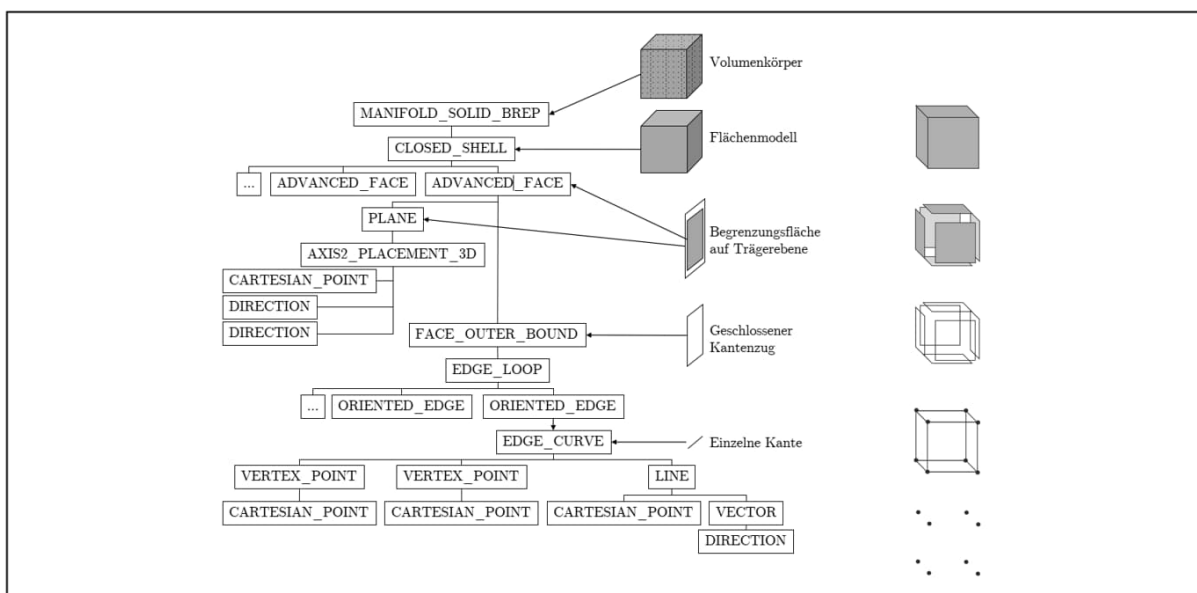 Volumenkörper
MANIFOLD_SOLID_BREP
Flächenmodell
CLOSED_SHELL
... ADVANCED_FACE ADVANCED_FACE
PLANE
Begrenzungsfläche
auf Trägerebene
AXIS2_PLACEMENT_3D
CARTESIAN_POINT
DIRECTION
DIRECTION
FACE_OUTER_BOUND
Geschlossener
Kantenzug
EDGE_LOOP
... ORIENTED_EDGE ORIENTED_EDGE
EDGE_CURVE Einzelne Kante
VERTEX_POINT VERTEX_POINT LINE
CARTESIAN_POINT CARTESIAN_POINT CARTESIAN_POINT VECTOR
DIRECTION